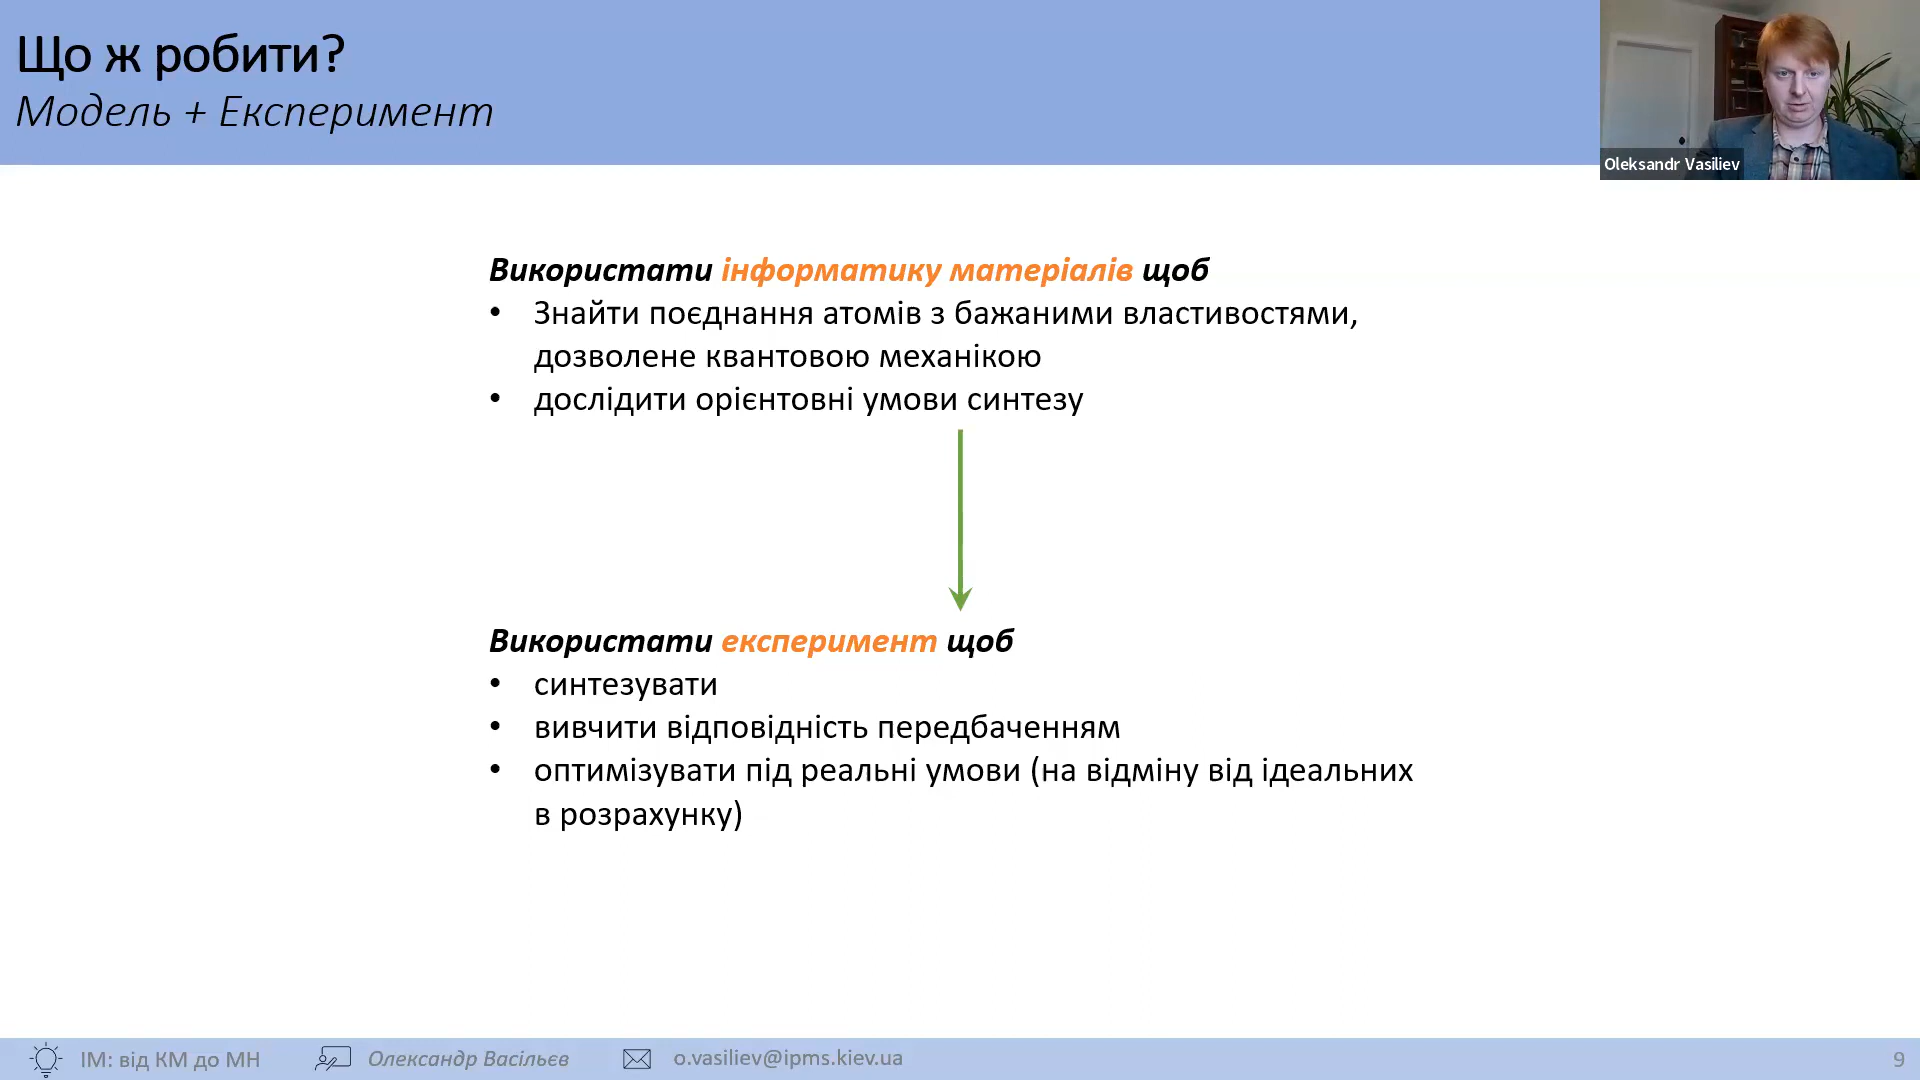 Що ж робити?
Модель + Експеримент
Oleksandr Vasiliev
Використати інформатику матеріалів щоб
• Знайти поєднання атомів з бажаними властивостями,
дозволене квантовою механікою
• дослідити орієнтовні умови синтезу
Використати експеримент щоб
• синтезувати
• вивчити відповідність передбаченням
• оптимізувати під реальні умови (на відміну від ідеальних
в розрахунку)
ІМ: від КМ до МН
Олександр Васільєв
o.vasiliev@ipms.kiev.ua
9